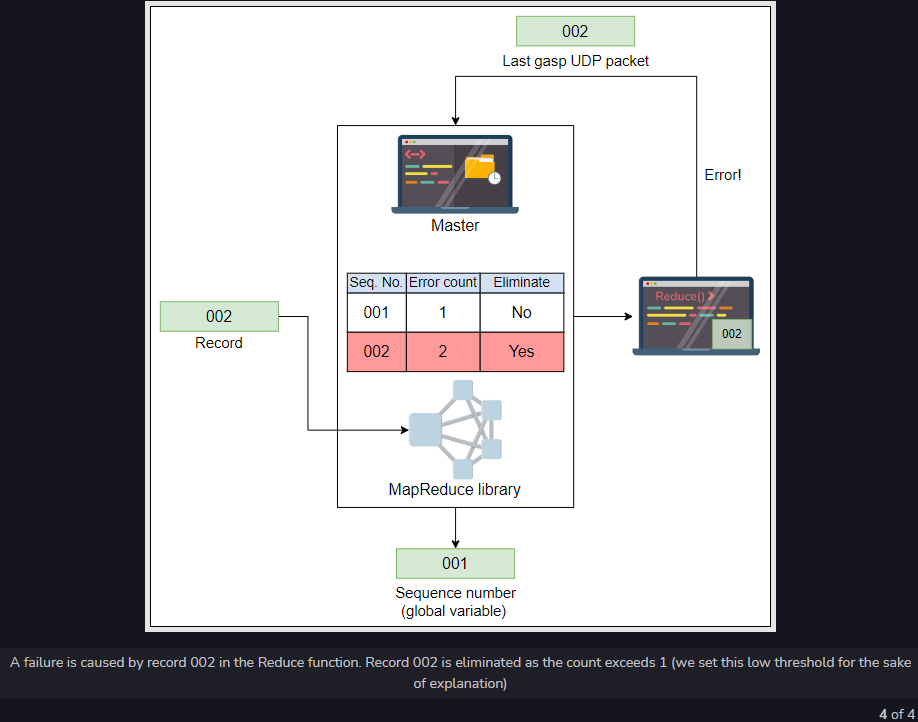 002
Last gasp UDP packet
Error!
Master
Seq. No. Error count Eliminate
001 1 No
002 2 Yes
002
Record
Reduce()
002
MapReduce library
001
Sequence number
(global variable)
A failure is caused by record 002 in the Reduce function. Record 002 is eliminated as the count exceeds 1 (we set this low threshold for the sake
of explanation)
4 of 4